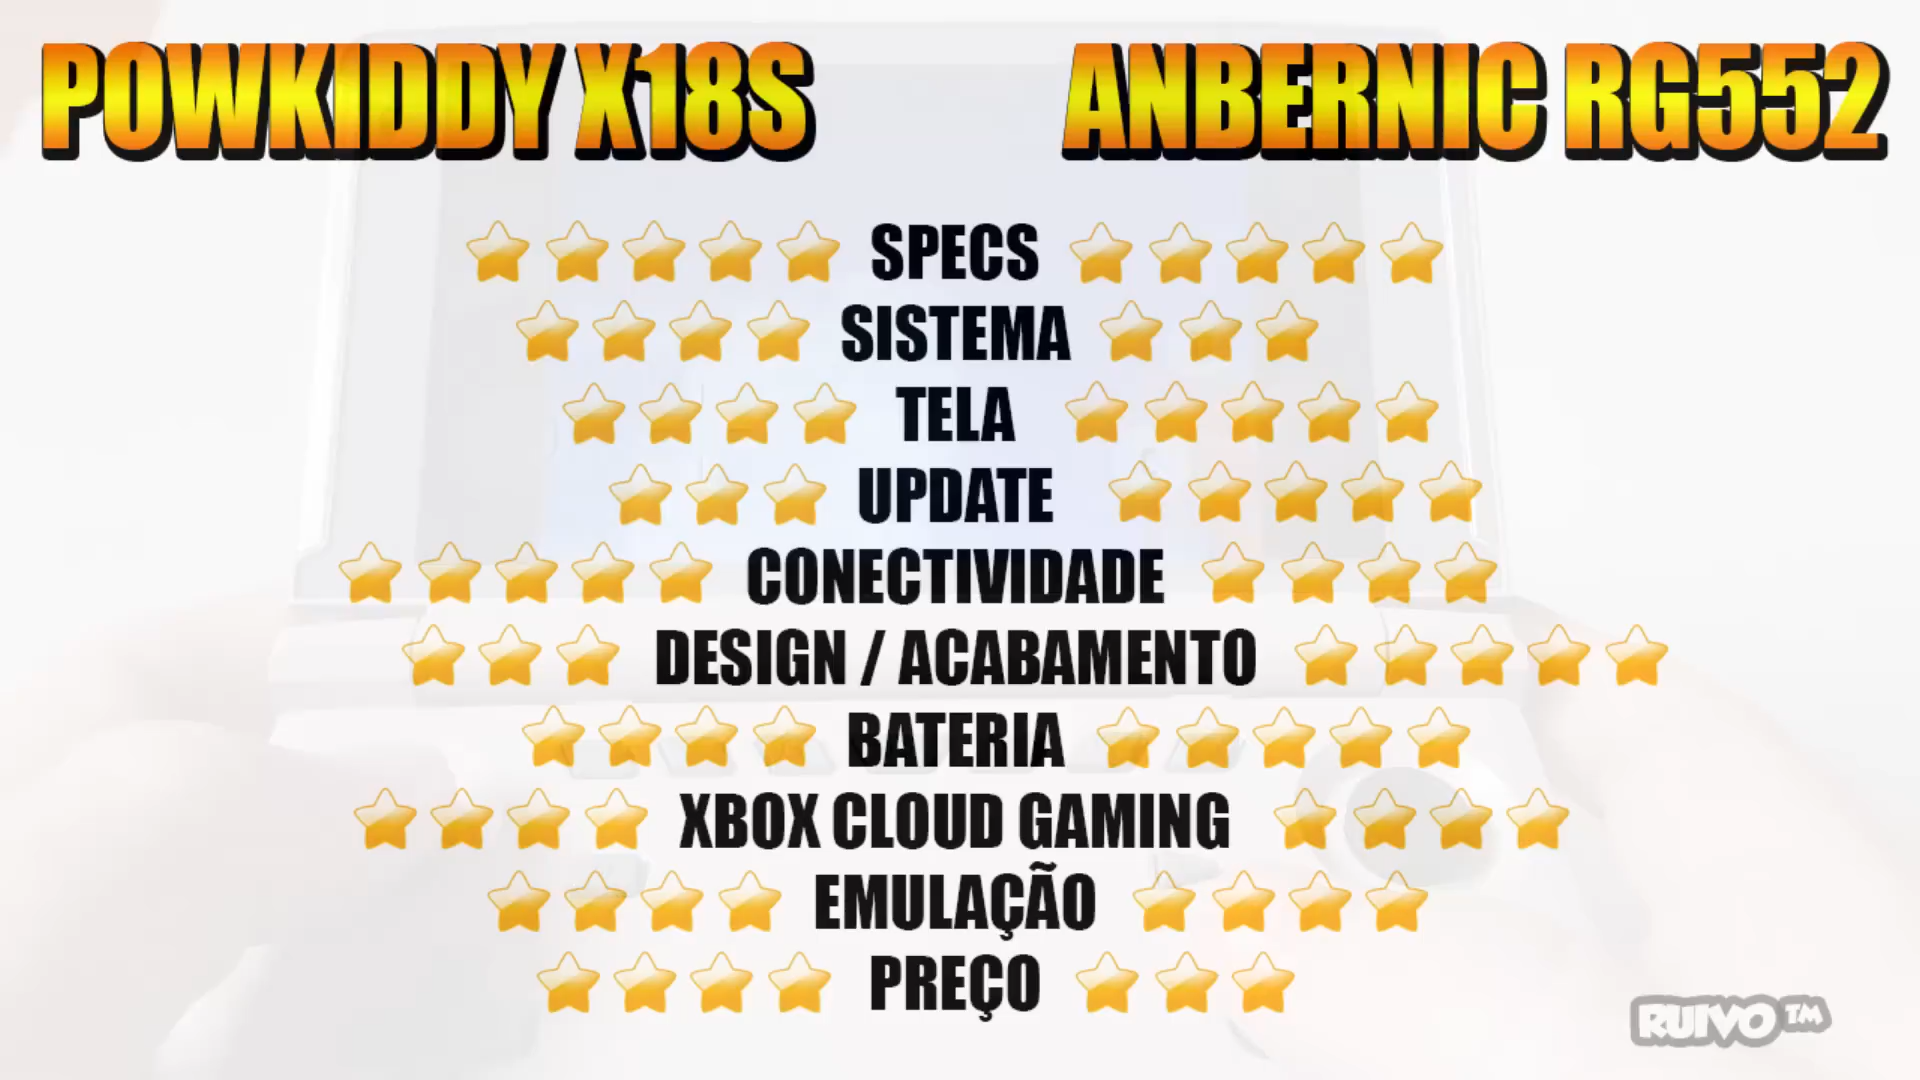 POWKIDDY X18S ANBERNIC RG552
SPECS
SISTEMA
TELA
UPDATE
CONECTIVIDADE
DESIGN / ACABAMENTO
BATERIA
XBOX CLOUD GAMING
EMULAÇÃO
PREÇO
RUIVO™